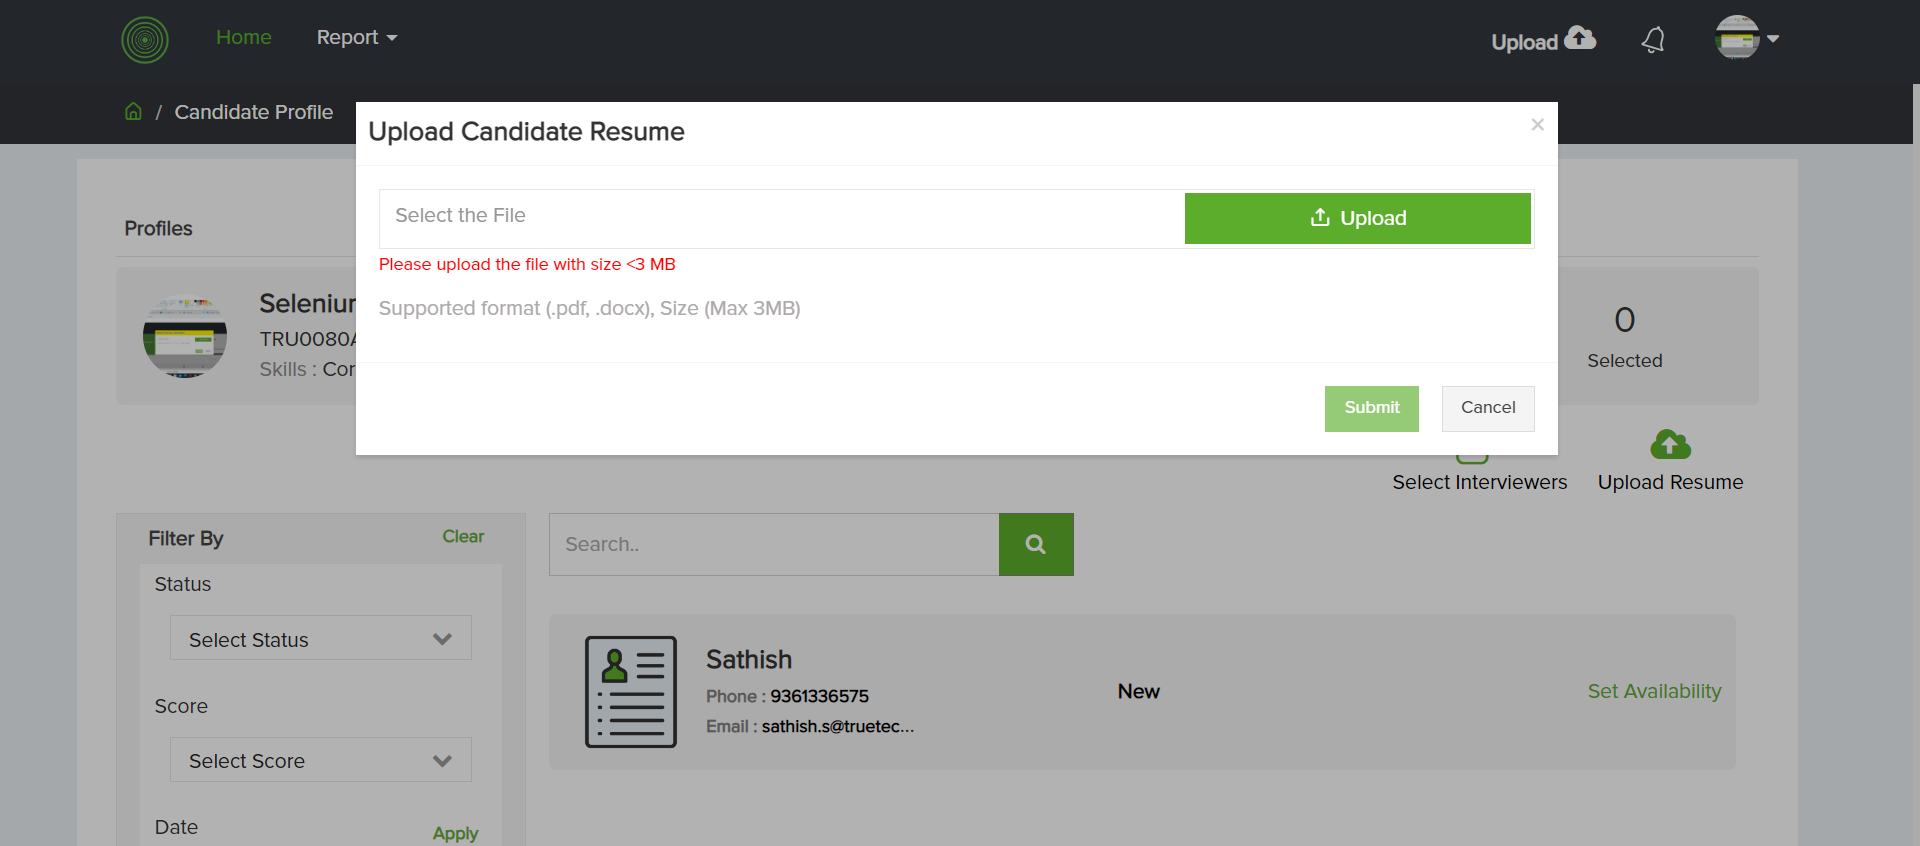 Home
Report
Upload
/ Candidate Profile
Upload Candidate Resume
×
Select the File
Upload
Please upload the file with size <3 MB
Supported format (.pdf, .docx), Size (Max 3MB)
Submit
Cancel
Profiles
TRU0080
Skills :
0
Selected
Select Interviewers
Upload Resume
Filter By
Clear
Status
Select Status
Score
Select Score
Date
Apply
Search..
Sathish
Phone : 9361336575
Email : sathish.s@truetec...
New
Set Availability